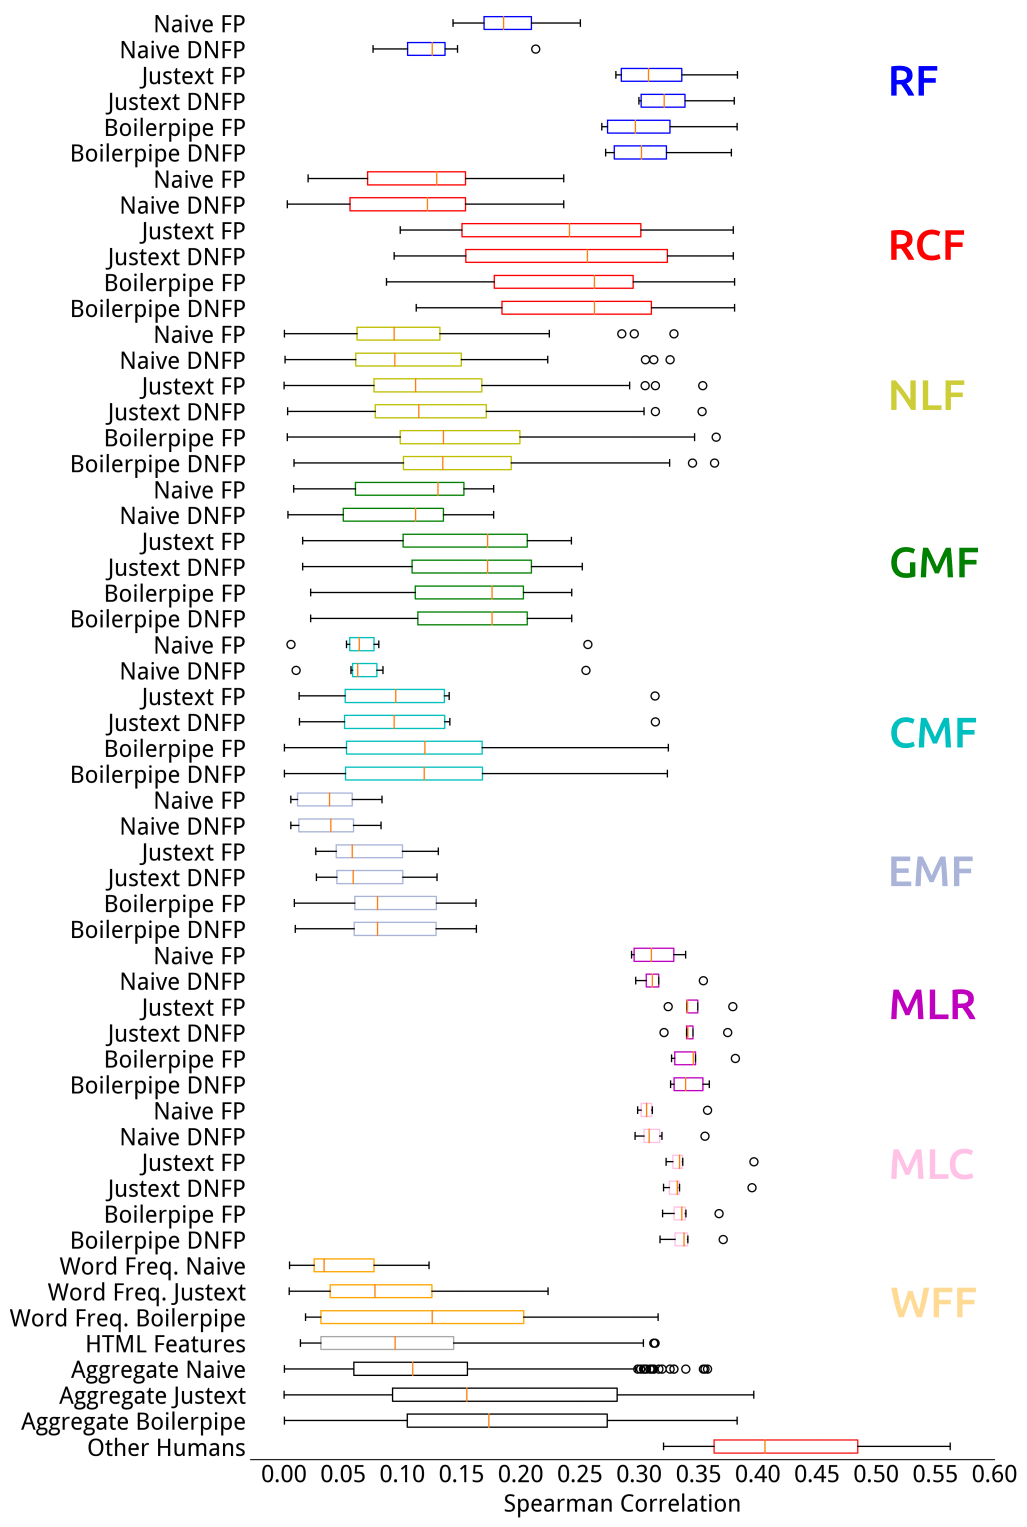 Naive FP
Naive DNFP
Justext FP
RF
Justext DNFP
Boilerpipe FP
Boilerpipe DNFP
Naive FP
Naive DNFP
Justext FP
RCF
Justext DNFP
Boilerpipe FP
Boilerpipe DNFP
Naive FP
Naive DNFP
Justext FP
NLF
Justext DNFP
Boilerpipe FP
Boilerpipe DNFP
Naive FP
Naive DNFP
Justext FP
Justext DNFP
GMF
Boilerpipe FP
Boilerpipe DNFP
Naive FP
Naive DNFP
Justext FP
Justext DNFP
CMF
Boilerpipe FP
Boilerpipe DNFP
Naive FP
Naive DNFP
Justext FP
Justext DNFP
EMF
Boilerpipe FP
Boilerpipe DNFP
Naive FP
Naive DNFP
Justext FP
MLR
Justext DNFP
Boilerpipe FP
Boilerpipe DNFP
Naive FP
Naive DNFP
Justext FP
MLC
Justext DNFP
Boilerpipe FP
Boilerpipe DNFP
Word Freq. Naive
Word Freq. Justext
WFF
Word Freq. Boilerpipe
HTML Features
Aggregate Naive
Aggregate Justext
Aggregate Boilerpipe
Other Humans
0.00 0.05 0.10 0.15 0.20 0.25 0.30 0.35 0.40 0.45 0.50 0.55 0.60
Spearman Correlation